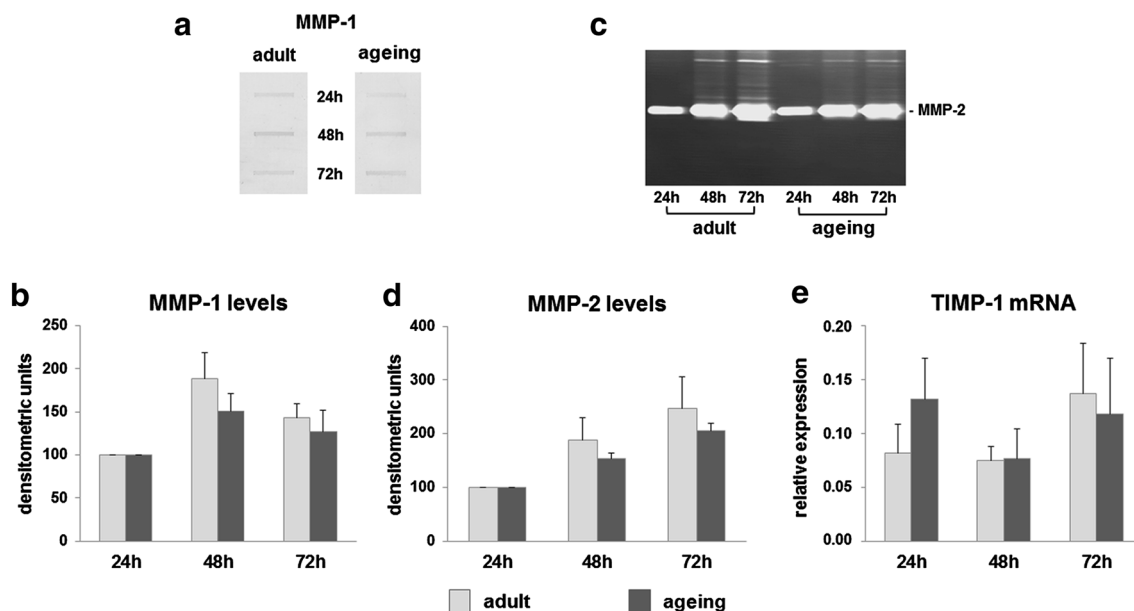 a
MMP-1
adult ageing
24h
48h
72h
c
- MMP-2
24h 48h 72h 24h 48h 72h
adult ageing
b
MMP-1 levels
densitometric units
250
200
150
100
50
0
24h 48h 72h
d
MMP-2 levels
densitometric units
400
300
200
100
0
24h 48h 72h
e
TIMP-1 mRNA
relative expression
0.20
0.15
0.10
0.05
0.00
24h 48h 72h
adult ageing